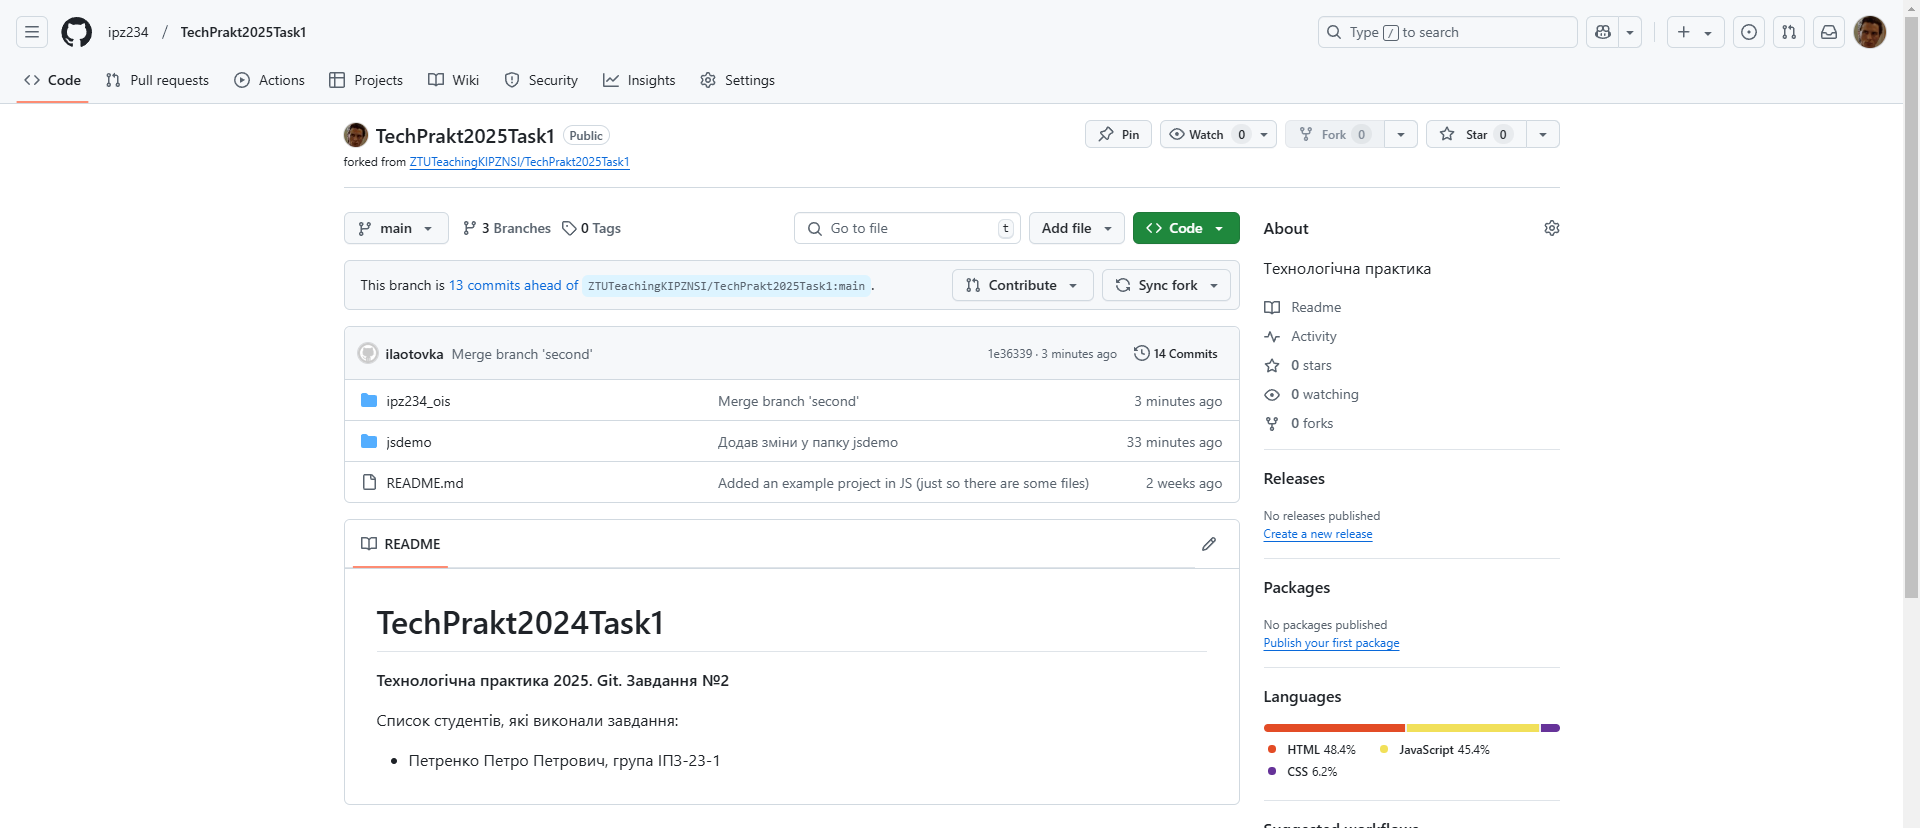 ipz234 / TechPrakt2025Task1
Type / to search
Code Pull requests Actions Projects Wiki Security Insights Settings
TechPrakt2025Task1 Public
Pin Watch 0 Fork 0 Star 0
forked from ZTUTeachingKIPZNSI/TechPrakt2025Task1
main 3 Branches 0 Tags Go to file t Add file Code
This branch is 13 commits ahead of ZTUTeachingKIPZNSI/TechPrakt2025Task1:main .
Contribute Sync fork
ilaotovka Merge branch 'second' 1e36339 · 3 minutes ago 14 Commits
ipz234_ois Merge branch 'second' 3 minutes ago
jsdemo Додав зміни у папку jsdemo 33 minutes ago
README.md Added an example project in JS (just so there are some files) 2 weeks ago
README
TechPrakt2024Task1
Технологічна практика 2025. Git. Завдання №2
Список студентів, які виконали завдання:
Петренко Петро Петрович, група ІПЗ-23-1
About
Технологічна практика
Readme
Activity
0 stars
0 watching
0 forks
Releases
No releases published
Create a new release
Packages
No packages published
Publish your first package
Languages
HTML 48.4% JavaScript 45.4%
CSS 6.2%
Suggested workflows